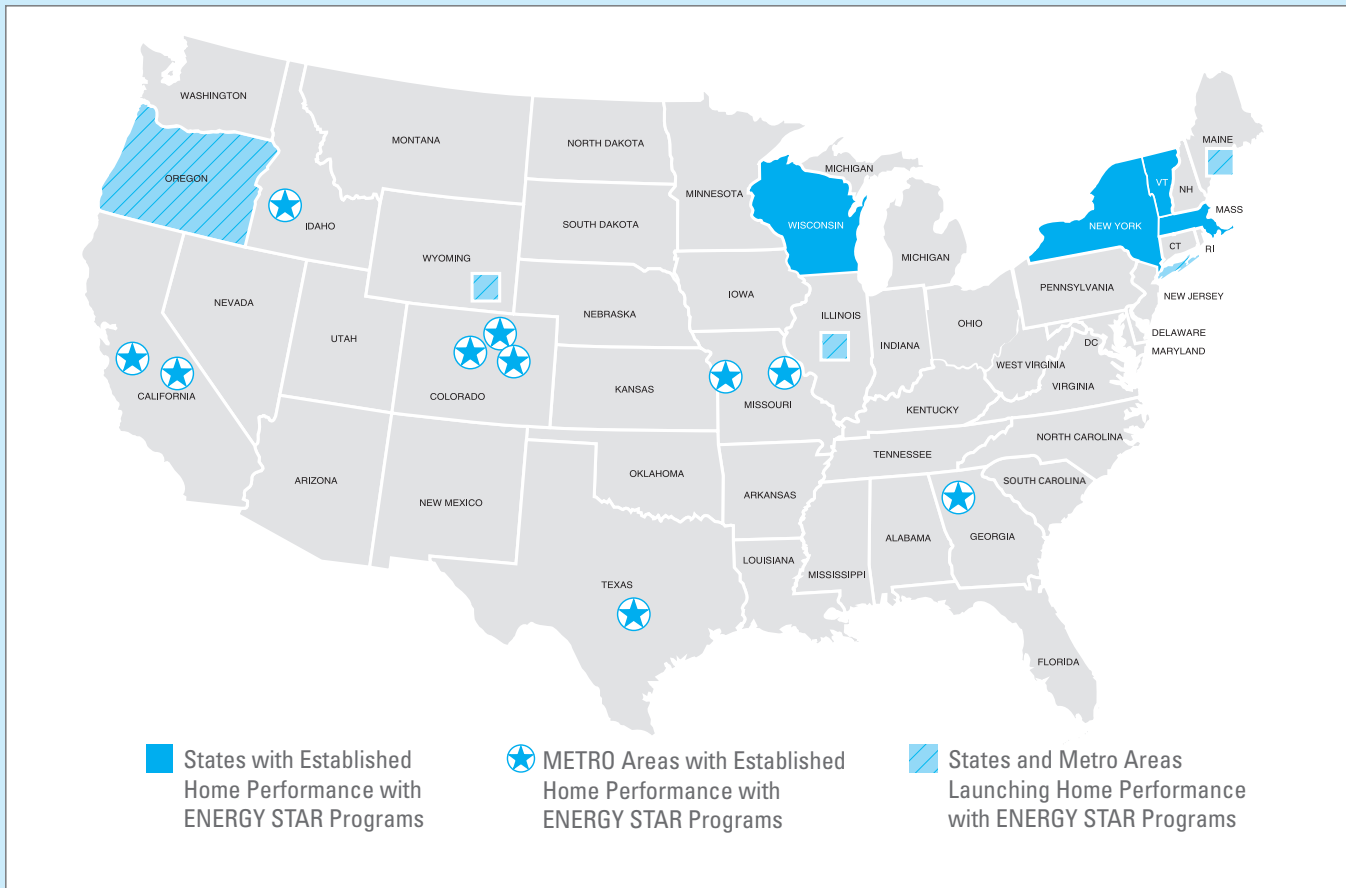 WASHINGTON
MONTANA
NORTH DAKOTA
MAINE
OREGON
MICHIGAN
VT
NH
MINNESOTA
IDAHO
SOUTH DAKOTA
WISCONSIN
NEW YORK
MASS
WYOMING
MICHIGAN
CT
RI
NEVADA
IOWA
PENNSYLVANIA
NEW JERSEY
NEBRASKA
ILLINOIS
OHIO
DELAWARE
UTAH
INDIANA
DC
MARYLAND
WEST VIRGINIA
VIRGINIA
CALIFORNIA
COLORADO
KANSAS
MISSOURI
KENTUCKY
NORTH CAROLINA
TENNESSEE
ARIZONA
OKLAHOMA
SOUTH CAROLINA
NEW MEXICO
ARKANSAS
ALABAMA
GEORGIA
LOUISIANA
MISSISSIPPI
TEXAS
FLORIDA
States with Established
Home Performance with
ENERGY STAR Programs
METRO Areas with Established
Home Performance with
ENERGY STAR Programs
States and Metro Areas
Launching Home Performance
with ENERGY STAR Programs